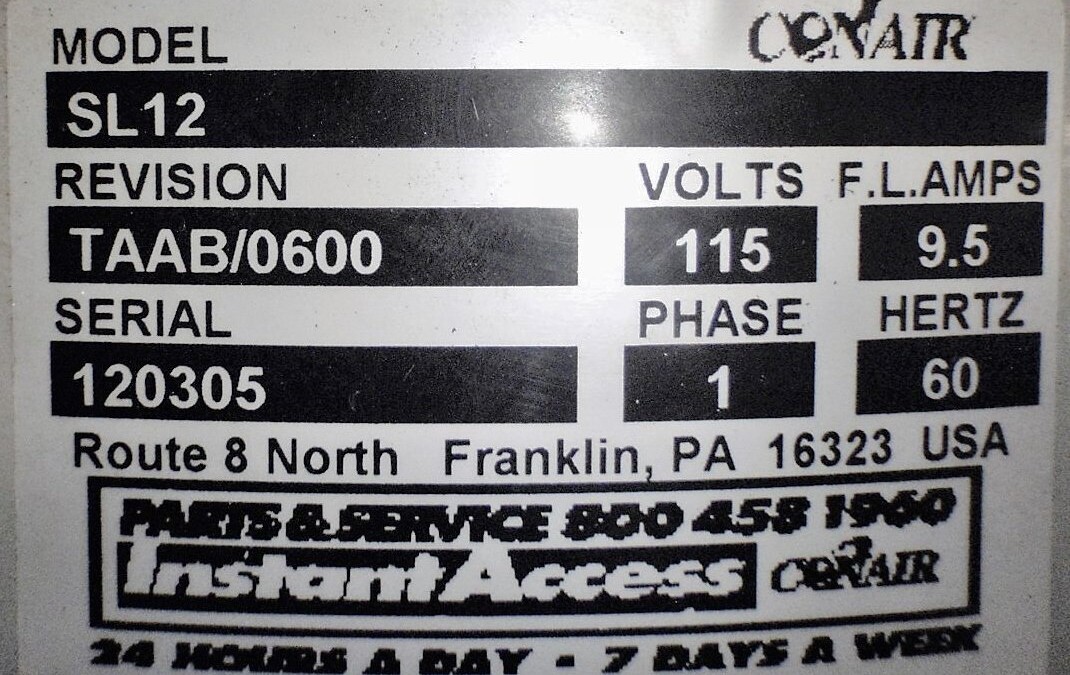 MODEL CONAIR
SL12
REVISION VOLTS F.L.AMPS
TAAB/0600 115 9.5
SERIAL PHASE HERTZ
120305 1 60
Route 8 North Franklin, PA 16323 USA
PARTS & SERVICE 800 458 1960
Instant Access CONAIR
24 HOURS A DAY - 7 DAYS A WEEK